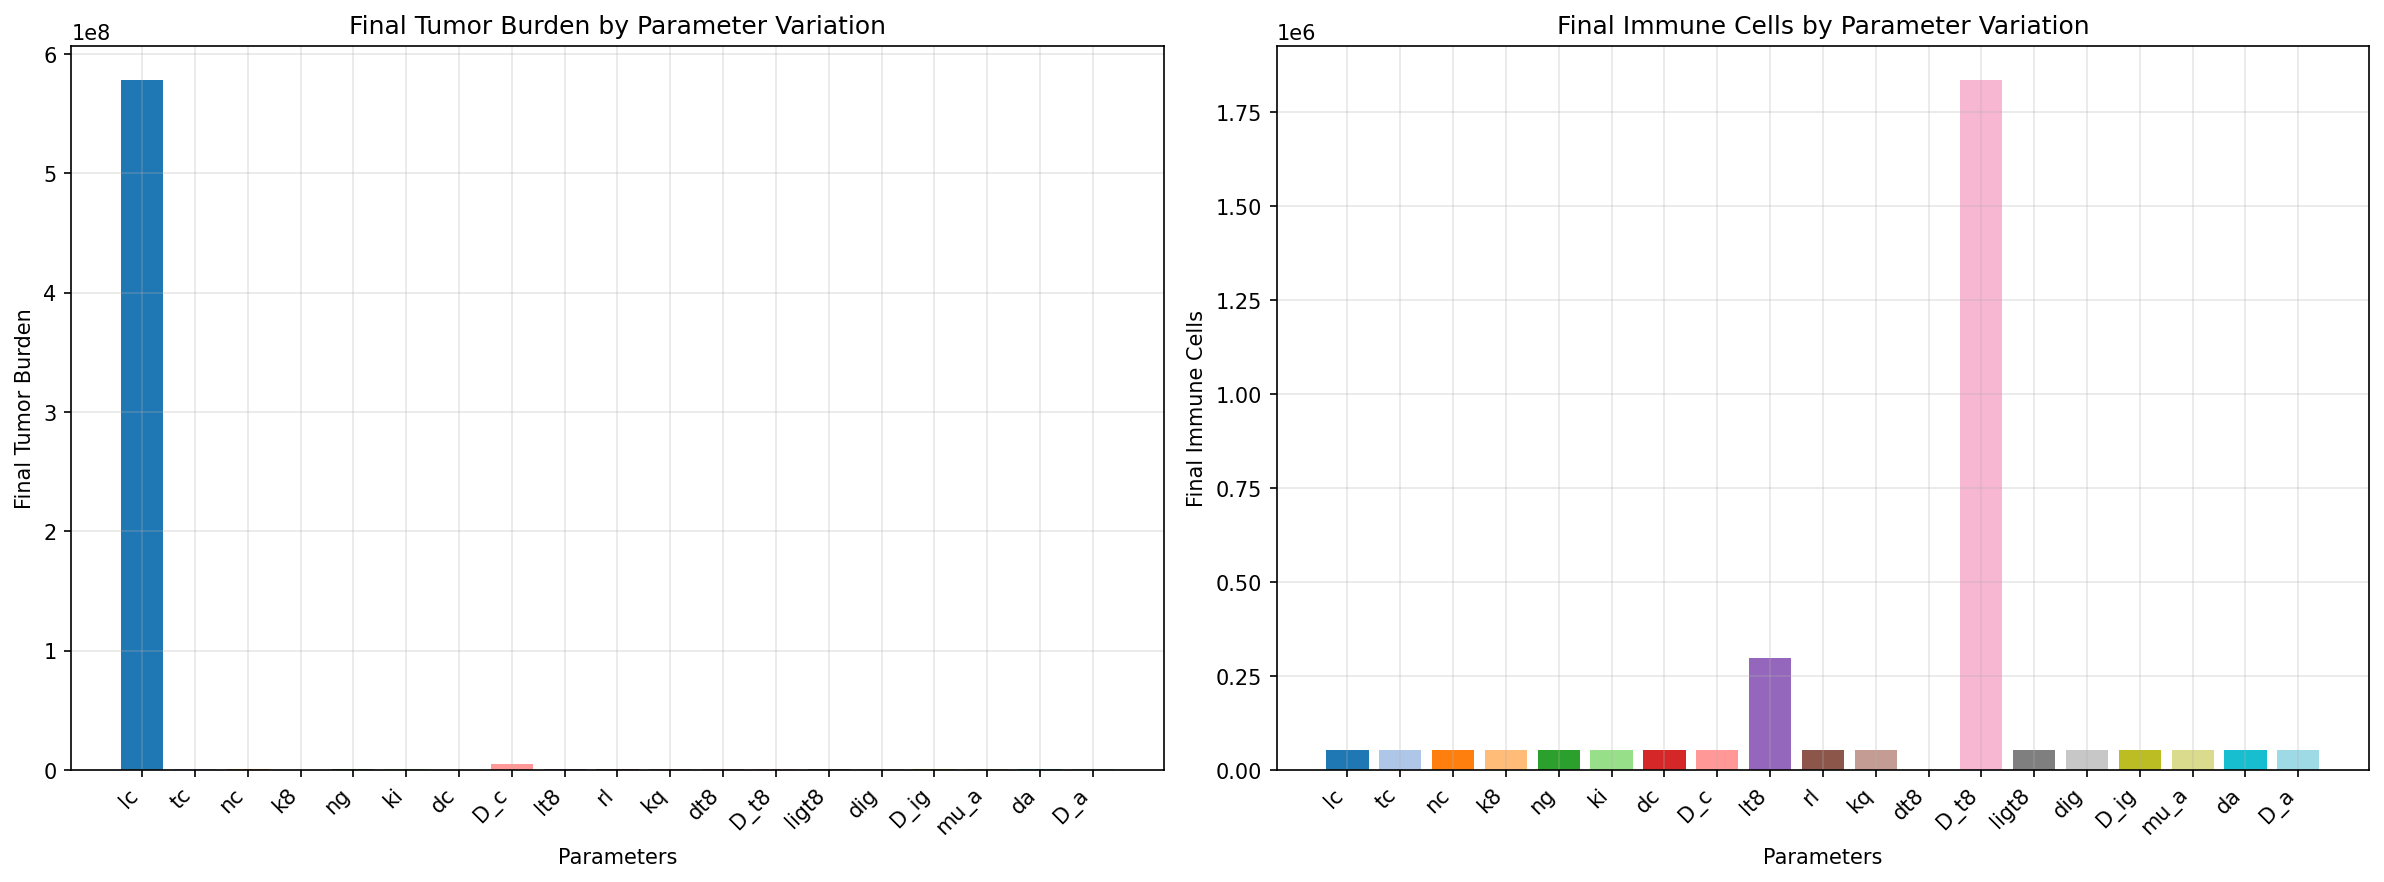 Final Tumor Burden by Parameter Variation
1e8
6
5
4
3
2
1
0
Final Tumor Burden
lc
tc
nc
k8
ng
ki
dc
D_c
lt8
rl
kq
dt8
D_t8
ligt8
dig
D_ig
mu_a
da
D_a
Parameters
Final Immune Cells by Parameter Variation
1e6
1.75
1.50
1.25
1.00
0.75
0.50
0.25
0.00
Final Immune Cells
lc
tc
nc
k8
ng
ki
dc
D_c
lt8
rl
kq
dt8
D_t8
ligt8
dig
D_ig
mu_a
da
D_a
Parameters